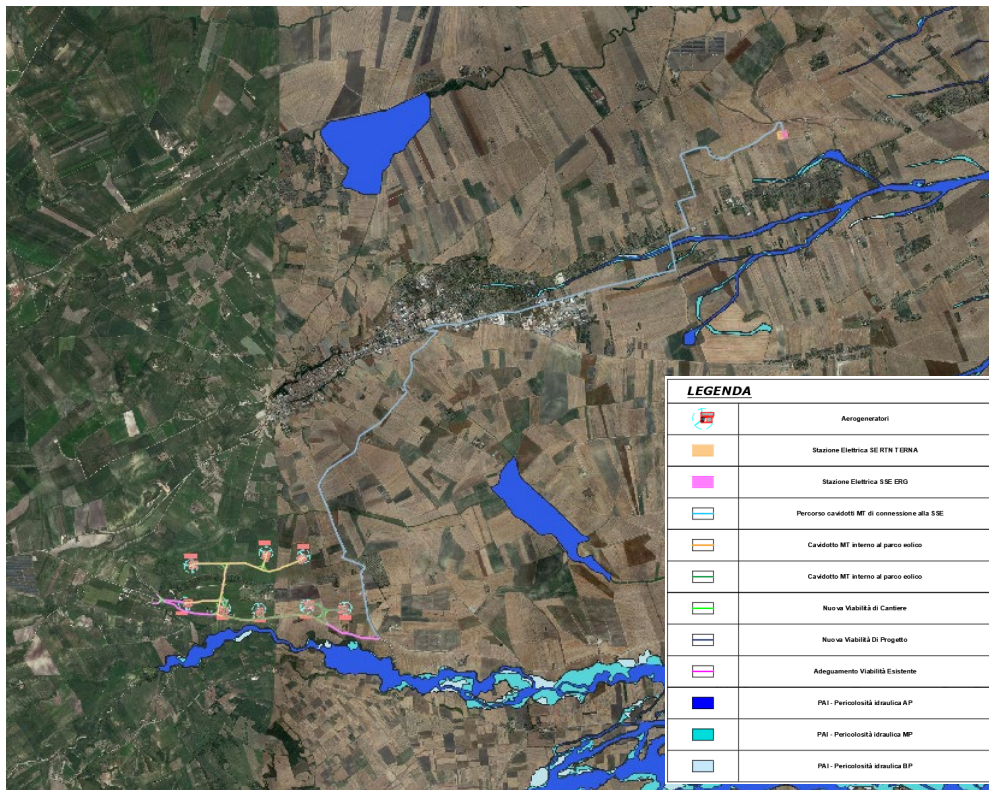 LEGENDA
Aerogeneratori
Stazione Elettrica SE RTN TERNA
Stazione Elettrica SSE ERG
Percorso cavidotti MT di connessione alla SSE
Cavidotto MT interno al parco eolico
Cavidotto MT interno al parco eolico
Nuova Viabilità di Cantiere
Nuova Viabilità Di Progetto
Adeguamento Viabilità Esistente
PAI - Pericolosità idraulica AP
PAI - Pericolosità idraulica MP
PAI - Pericolosità idraulica BP